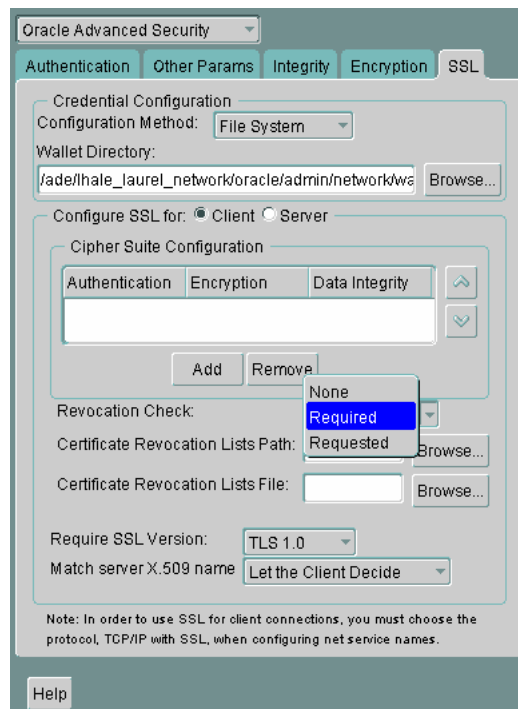 Oracle Advanced Security
Authentication Other Params Integrity Encryption SSL
Credential Configuration
Configuration Method: File System
Wallet Directory:
/ade/lhale_laurel_network/oracle/admin/network/wa Browse...
Configure SSL for: Client Server
Cipher Suite Configuration
Authentication Encryption Data Integrity
Add Remove
None
Revocation Check: Required
Requested
Certificate Revocation Lists Path: Browse...
Certificate Revocation Lists File: Browse...
Require SSL Version: TLS 1.0
Match server X.509 name Let the Client Decide
Note: In order to use SSL for client connections, you must choose the
protocol, TCP/IP with SSL, when configuring net service names.
Help